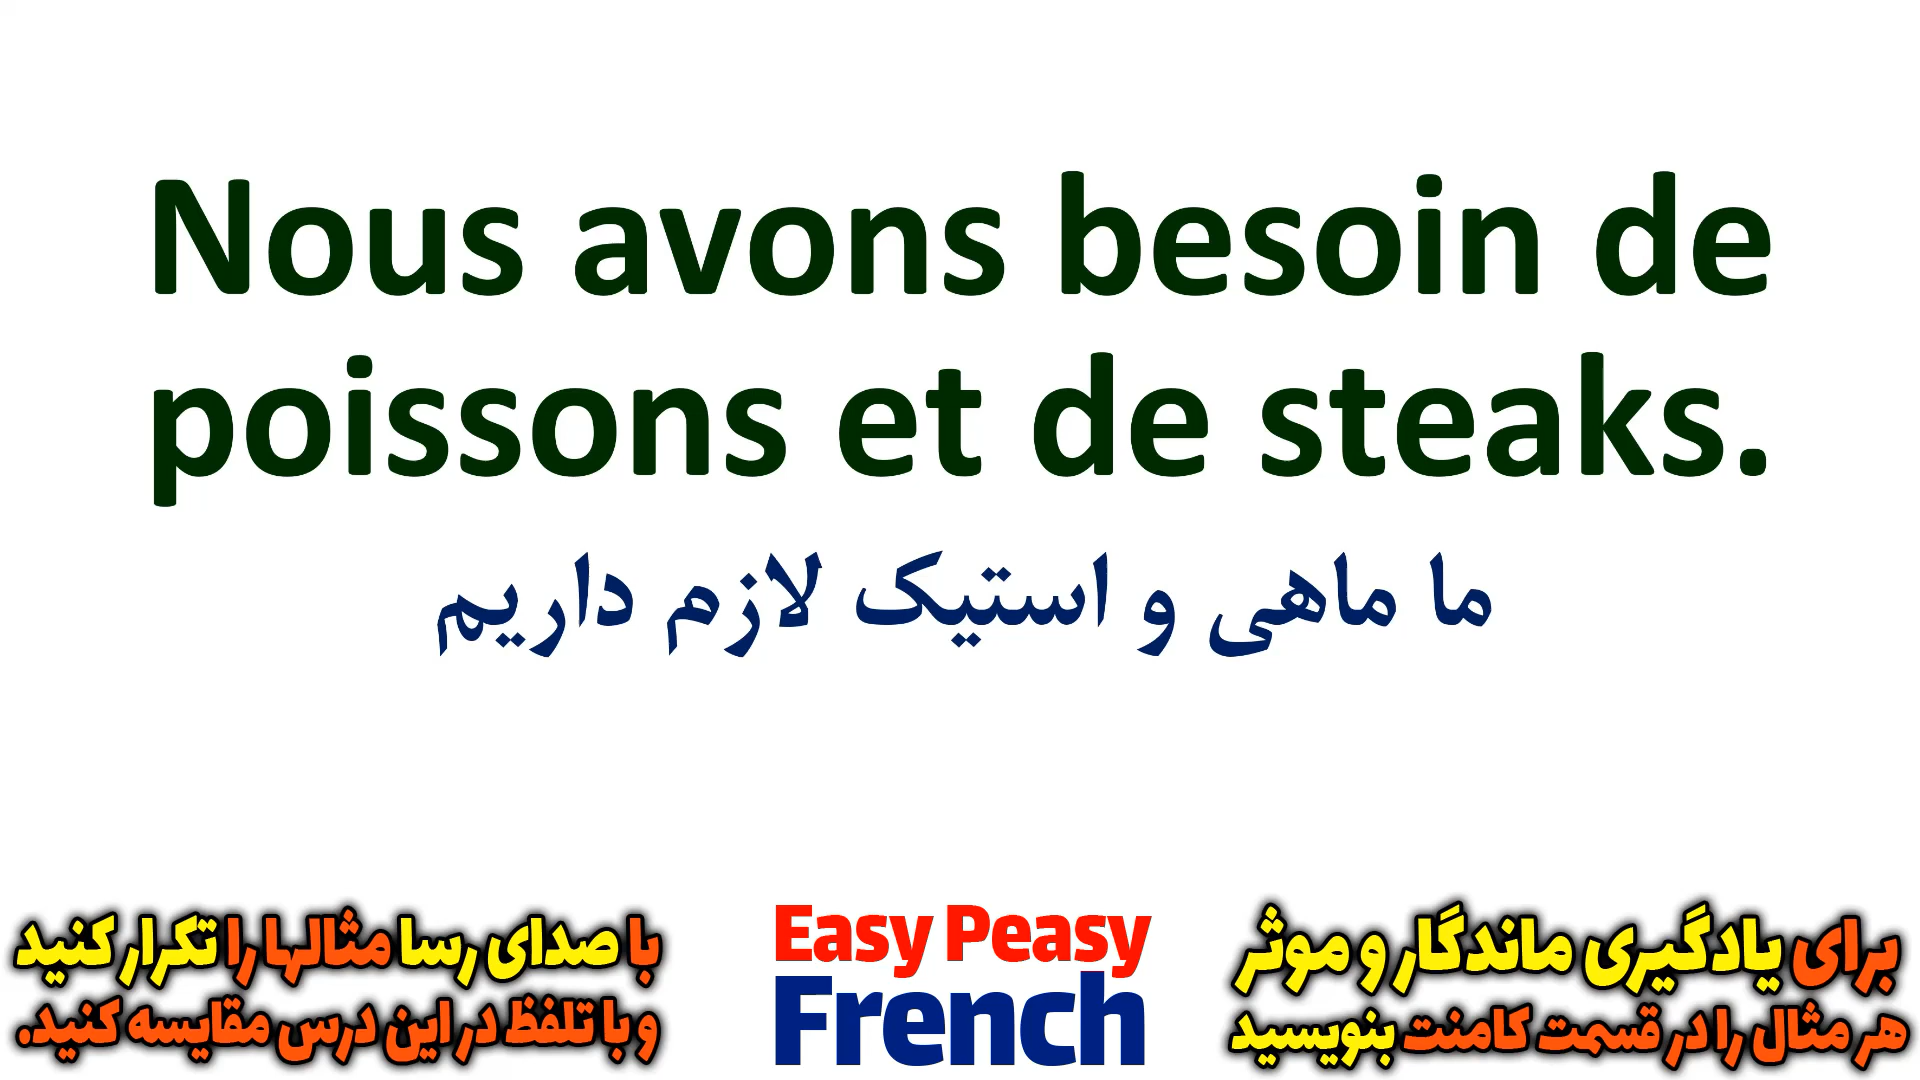 Nous avons besoin de
poissons et de steaks.
ما ماهی و استیک لازم داریم
برای یادگیری ماندگار و موثر
هر مثال را در قسمت کامنت بنویسید
Easy Peasy
French
با صدای رسا مثالها را تکرار کنید
و با تلفظ در این درس مقایسه کنید.